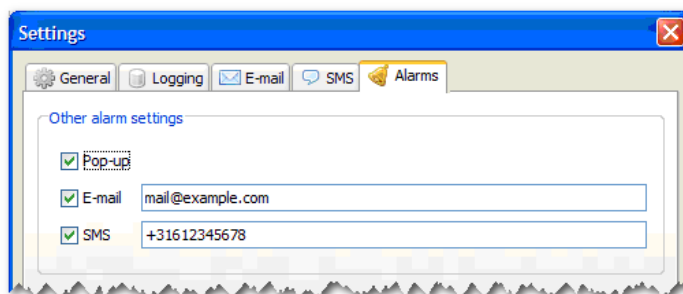 Settings
General Logging E-mail SMS Alarms
Other alarm settings
Pop-up
E-mail mail@example.com
SMS +31612345678